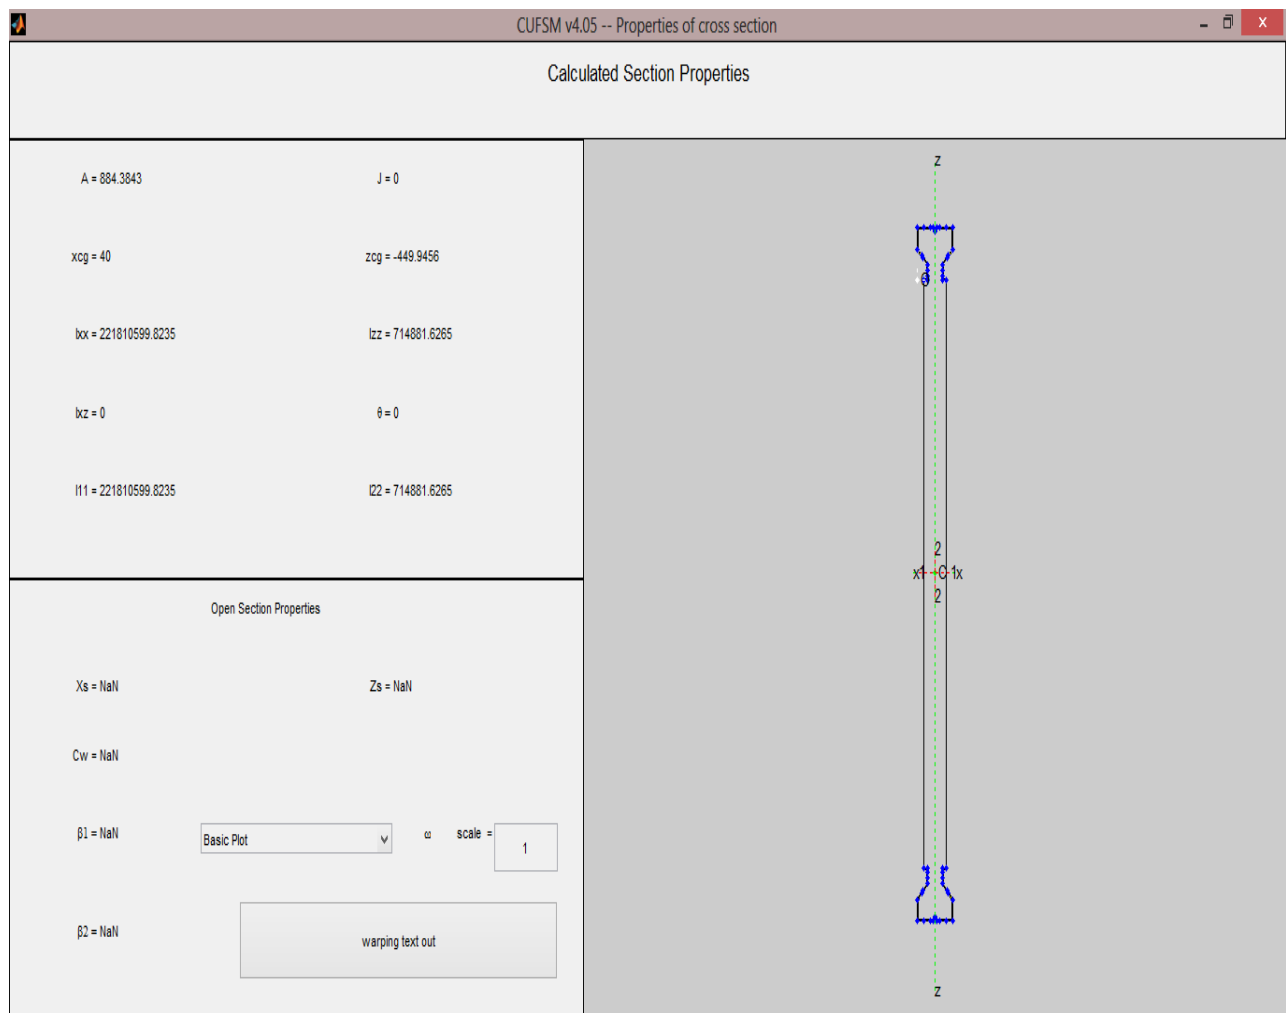 CUFSM v4.05 -- Properties of cross section
Calculated Section Properties
A = 884.3843
J = 0
xcg = 40
zcg = -449.9456
Ixx = 221810599.8235
Izz = 714881.6265
Ixz = 0
θ = 0
I11 = 221810599.8235
I22 = 714881.6265
Open Section Properties
Xs = NaN
Zs = NaN
Cw = NaN
β1 = NaN
Basic Plot
ω
scale =
1
β2 = NaN
warping text out
z
2
x1
C
1x
2
z